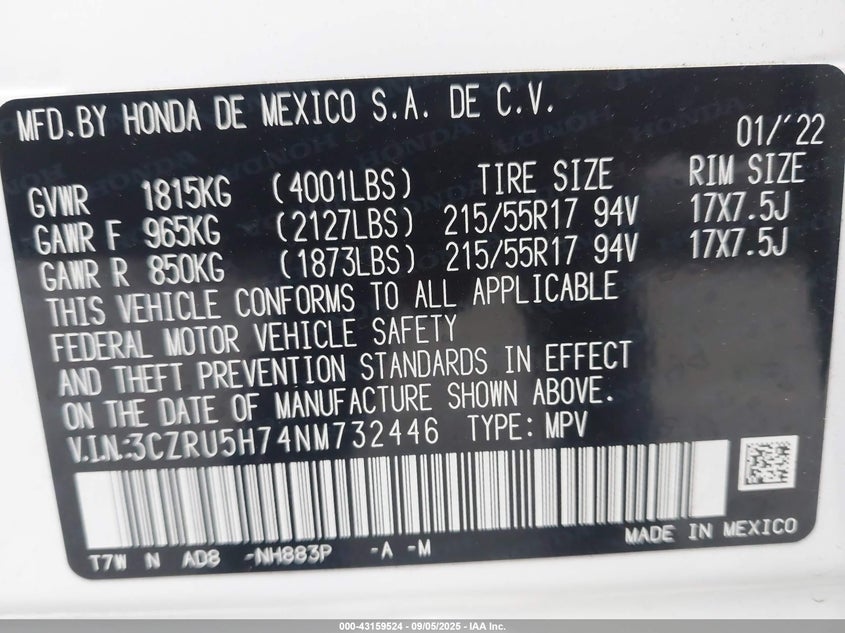 MFD.BY HONDA DE MEXICO S.A. DE C.V.
01/'22
GVWR 1815KG (4001LBS) TIRE SIZE RIM SIZE
GAWR F 965KG (2127LBS) 215/55R17 94V 17X7.5J
GAWR R 850KG (1873LBS) 215/55R17 94V 17X7.5J
THIS VEHICLE CONFORMS TO ALL APPLICABLE
FEDERAL MOTOR VEHICLE SAFETY
AND THEFT PREVENTION STANDARDS IN EFFECT
ON THE DATE OF MANUFACTURE SHOWN ABOVE.
V.I.N.:3CZRU5H74NM732446 TYPE: MPV
MADE IN MEXICO
T7W N AD8 -NH883P -A -M
000-43159524 - 09/05/2025 - IAA Inc.